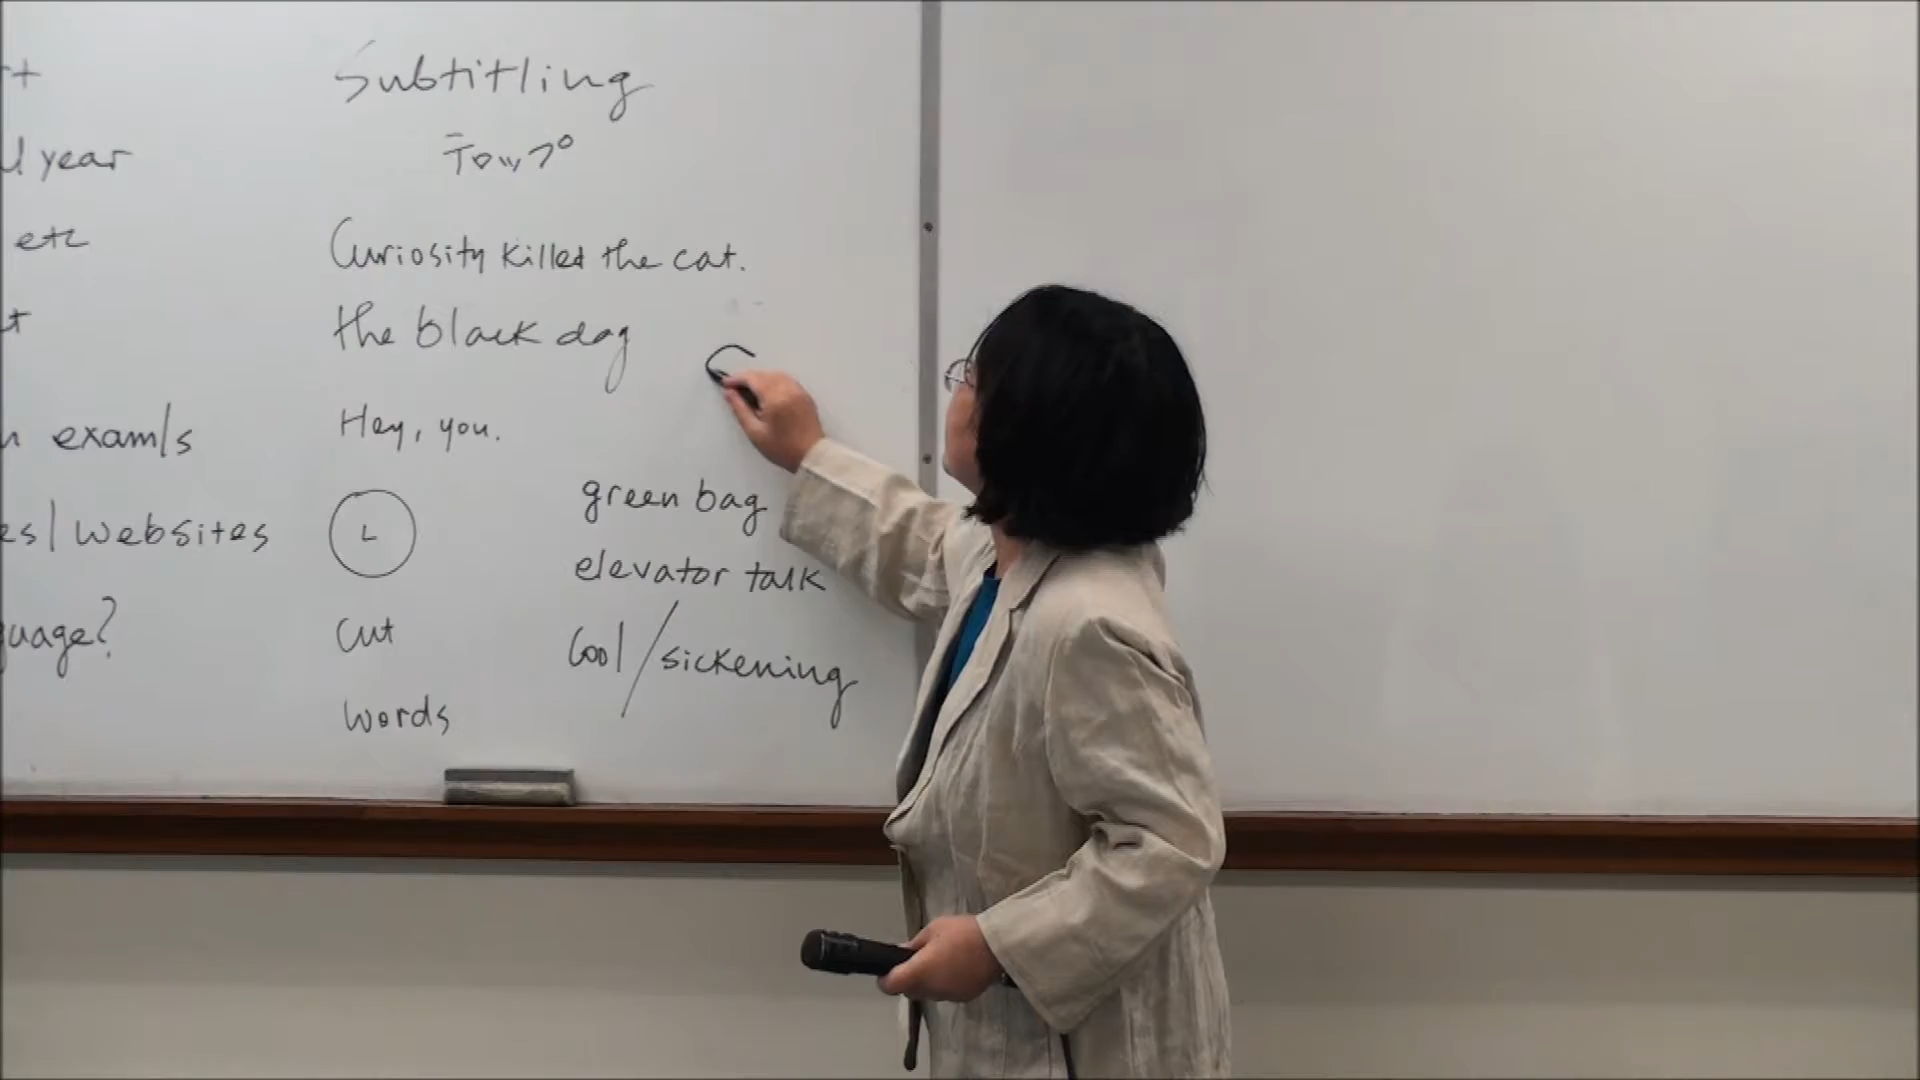 year
etc
exam/s
es/websites
guage?
Subtitling
テロップ
Curiosity killed the cat.
the black dog
Hey, you.
L
cut
words
green bag
elevator talk
Cool/sickening